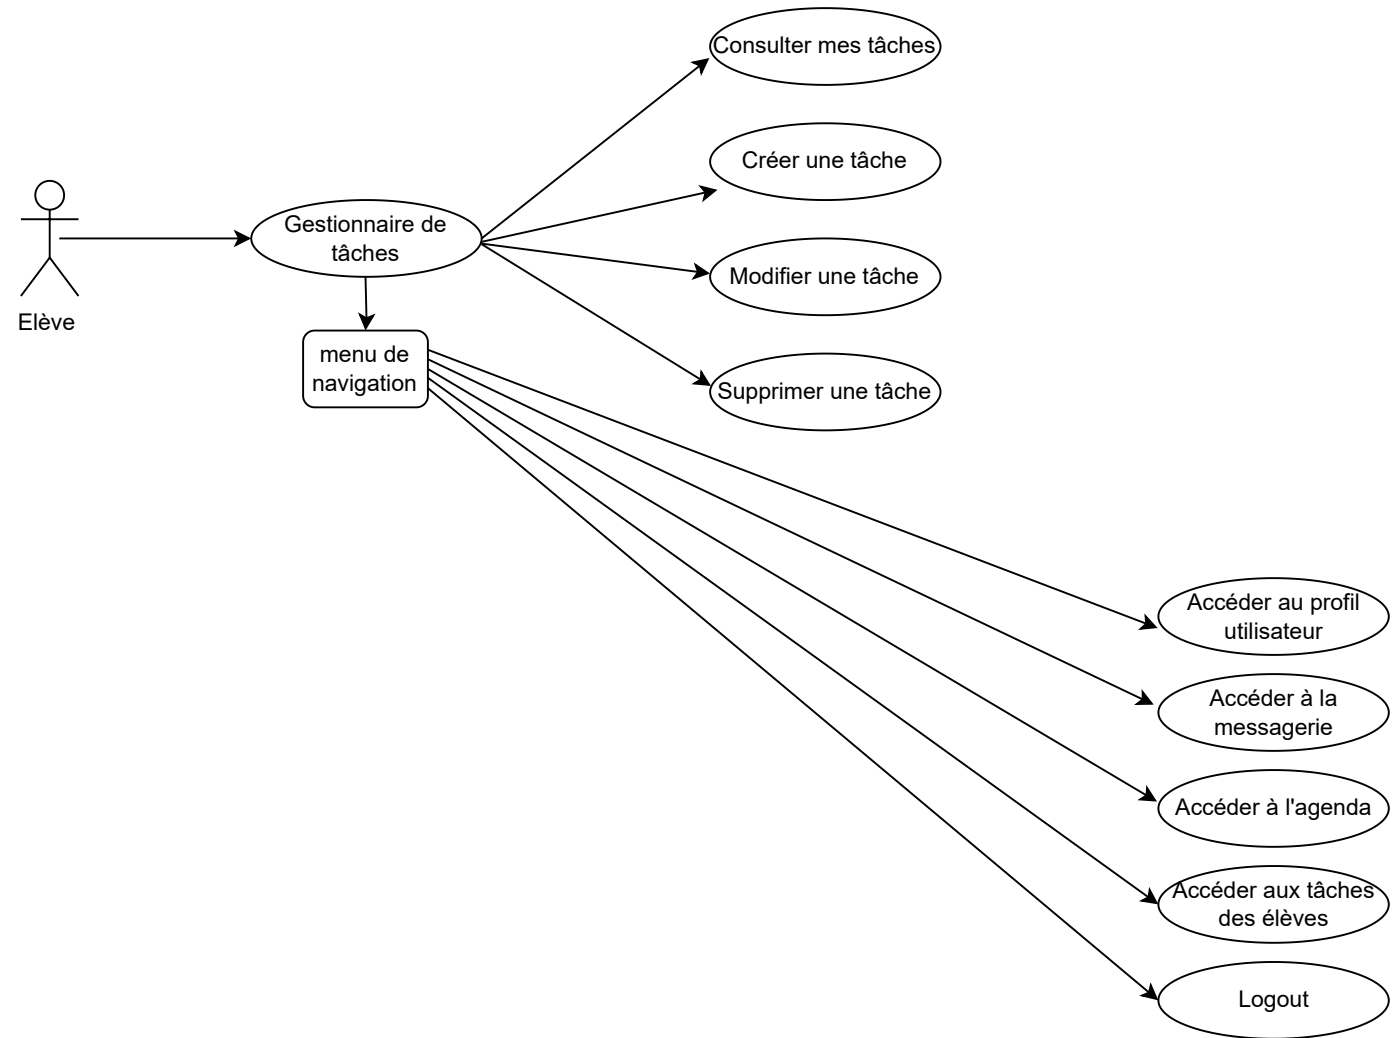 Consulter mes tâches
Créer une tâche
Gestionnaire de
tâches
Modifier une tâche
Elève
menu de
navigation
Supprimer une tâche
Accéder au profil
utilisateur
Accéder à la
messagerie
Accéder à l'agenda
Accéder aux tâches
des élèves
Logout